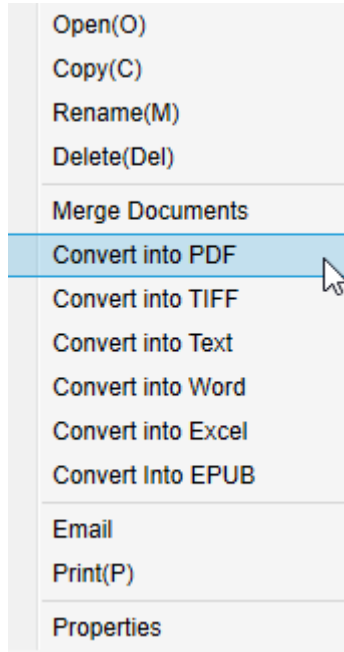 Open(O)
Copy(C)
Rename(M)
Delete(Del)
Merge Documents
Convert into PDF
Convert into TIFF
Convert into Text
Convert into Word
Convert into Excel
Convert Into EPUB
Email
Print(P)
Properties